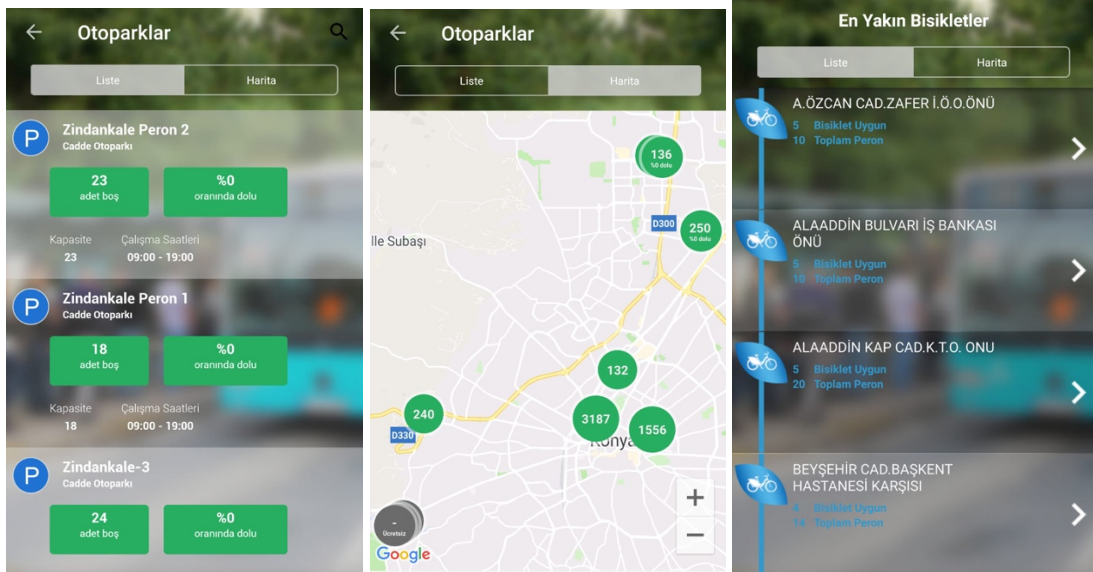 Otoparklar
Liste Harita
P
Zindankale Peron 2
Cadde Otoparkı
23 %0
adet boş oranında dolu
Kapasite Çalışma Saatleri
23 09:00 - 19:00
P
Zindankale Peron 1
Cadde Otoparkı
18 %0
adet boş oranında dolu
Kapasite Çalışma Saatleri
18 09:00 - 19:00
P
Zindankale-3
Cadde Otoparkı
24 %0
adet boş oranında dolu
Otoparklar
Liste Harita
136
%0 dolu
D300
250
%0 dolu
lle Subaşı
132
240
D330
3187
1556
Konya
+
-
Ücretsiz
−
Google
En Yakın Bisikletler
Liste Harita
A.ÖZCAN CAD.ZAFER İ.Ö.O.ÖNÜ
5 Bisiklet Uygun
10 Toplam Peron
ALAADDİN BULVARI İŞ BANKASI
ÖNÜ
5 Bisiklet Uygun
10 Toplam Peron
ALAADDİN KAP CAD.K.T.O. ONU
5 Bisiklet Uygun
20 Toplam Peron
BEYŞEHİR CAD.BAŞKENT
HASTANESİ KARŞISI
4 Bisiklet Uygun
14 Toplam Peron